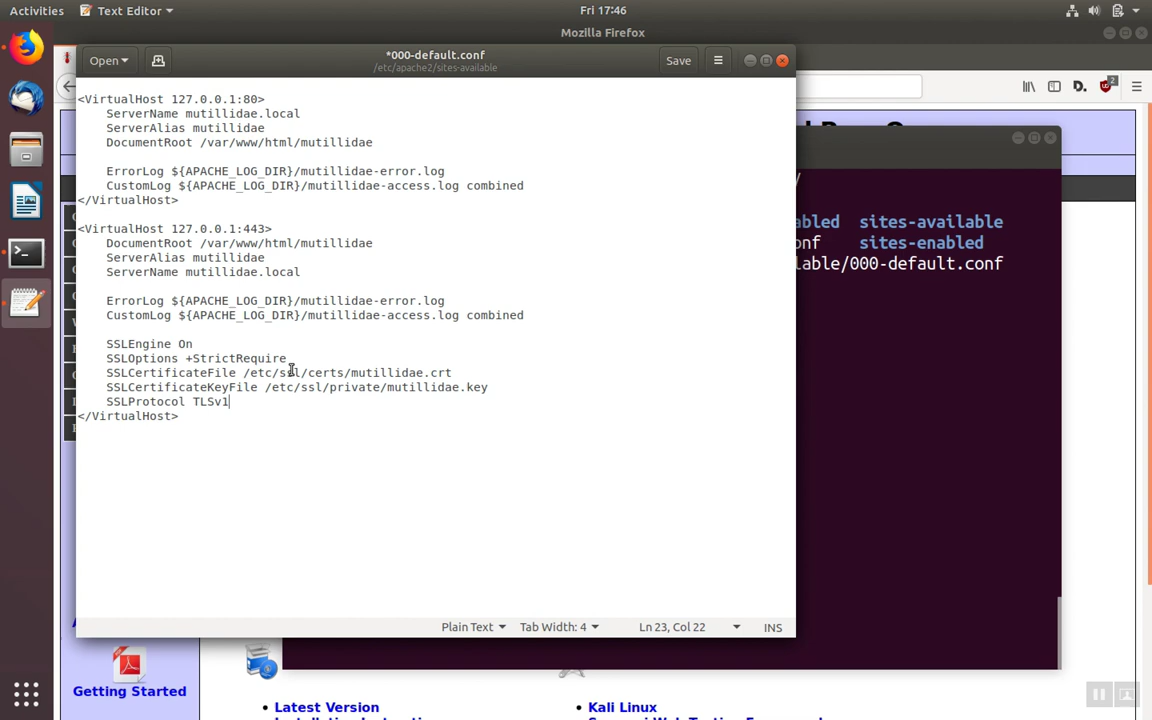 Activities
Text Editor
Fri 17:46
Mozilla Firefox
Open
*000-default.conf
/etc/apache2/sites-available
Save
<VirtualHost 127.0.0.1:80>
ServerName mutillidae.local
ServerAlias mutillidae
DocumentRoot /var/www/html/mutillidae
ErrorLog ${APACHE_LOG_DIR}/mutillidae-error.log
CustomLog ${APACHE_LOG_DIR}/mutillidae-access.log combined
</VirtualHost>
<VirtualHost 127.0.0.1:443>
DocumentRoot /var/www/html/mutillidae
ServerAlias mutillidae
ServerName mutillidae.local
ErrorLog ${APACHE_LOG_DIR}/mutillidae-error.log
CustomLog ${APACHE_LOG_DIR}/mutillidae-access.log combined
SSLEngine On
SSLOptions +StrictRequire
SSLCertificateFile /etc/ssl/certs/mutillidae.crt
SSLCertificateKeyFile /etc/ssl/private/mutillidae.key
SSLProtocol TLSv1
</VirtualHost>
Plain Text
Tab Width: 4
Ln 23, Col 22
INS
D.
2
/
abled sites-available
onf sites-enabled
lable/000-default.conf
Getting Started
Latest Version
Kali Linux